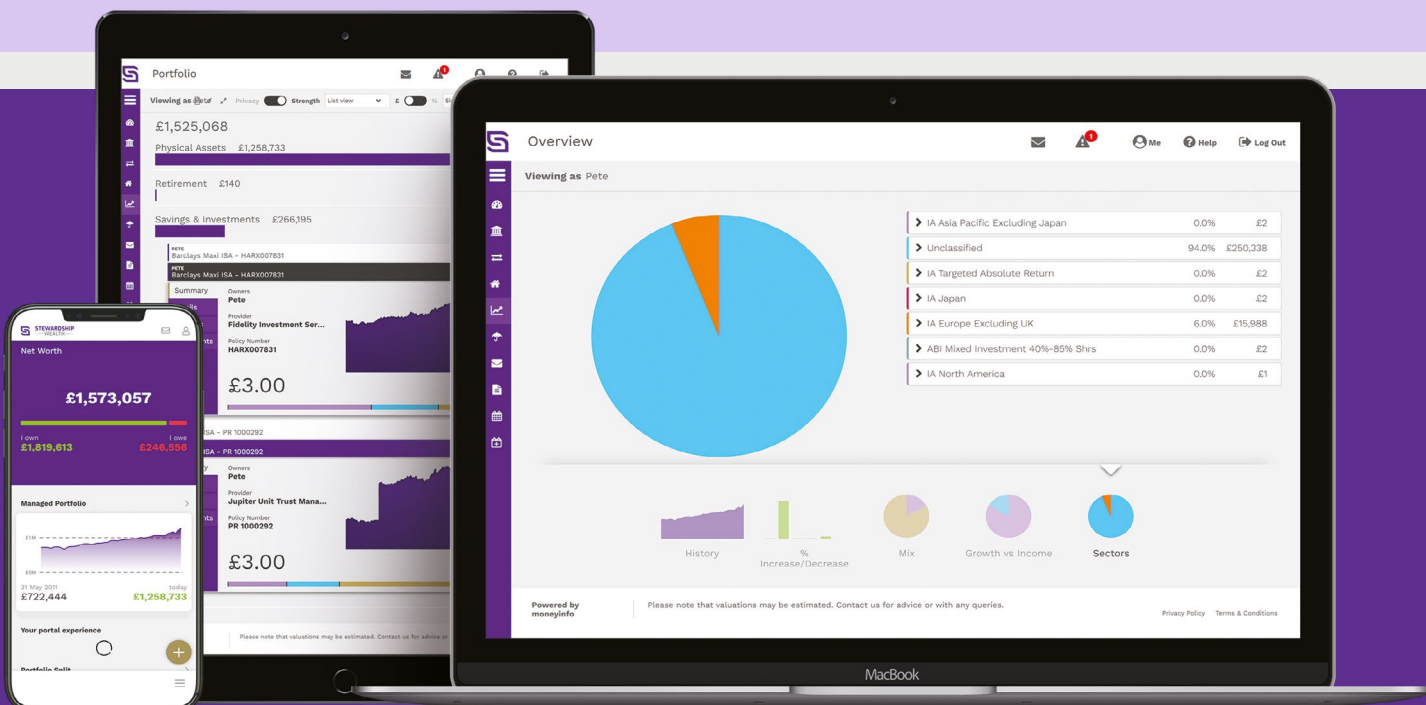 Portfolio
1
Viewing as Pete
Privacy
Strength
List view
£
%
£1,525,068
Physical Assets £1,258,733
Retirement £140
Savings & Investments £266,195
PETE
Barclays Maxi ISA - HARX007831
PETE
Barclays Maxi ISA - HARX007831
Summary
Owners
Pete
Provider
Fidelity Investment Ser...
Policy Number
HARX007831
£3.00
ISA - PR 1000292
ISA - PR 1000292
Owners
Pete
Provider
Jupiter Unit Trust Mana...
Policy Number
PR 1000292
£3.00
Please note that valuations may be estimated. Contact us for advice or
STEWARDSHIP
WEALTH
Net Worth
£1,573,057
I own
I owe
£1,819,613
£246,556
Managed Portfolio
£1M
£0M
31 May 2011
today
£722,444
£1,258,733
Your portal experience
+
Portfolio Split
Overview
1
Me
Help
Log Out
Viewing as Pete
IA Asia Pacific Excluding Japan 0.0% £2
Unclassified 94.0% £250,338
IA Targeted Absolute Return 0.0% £2
IA Japan 0.0% £2
IA Europe Excluding UK 6.0% £15,988
ABI Mixed Investment 40%-85% Shrs 0.0% £2
IA North America 0.0% £1
History
%
Increase/Decrease
Mix
Growth vs Income
Sectors
Powered by
moneyinfo
Please note that valuations may be estimated. Contact us for advice or with any queries.
Privacy Policy
Terms & Conditions
MacBook